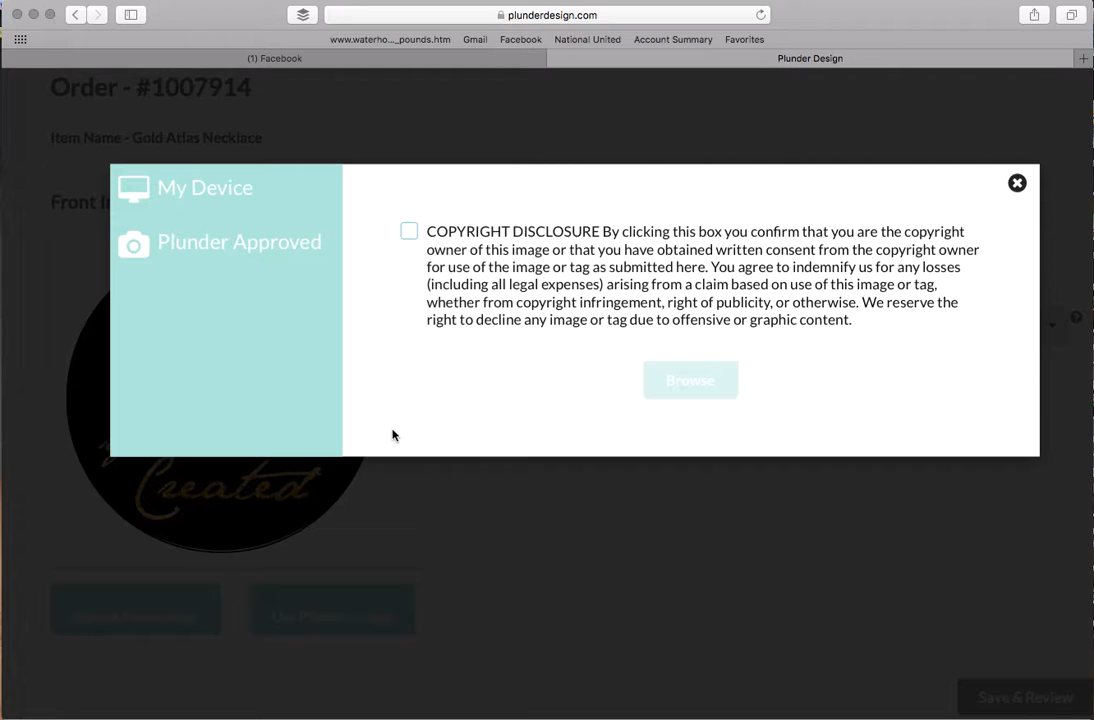 plunderdesign.com
www.waterho..._pounds.htm Gmail Facebook National United Account Summary Favorites
(1) Facebook Plunder Design
Order - #1007914
Item Name - Gold Atlas Necklace
Front
My Device
Plunder Approved
COPYRIGHT DISCLOSURE By clicking this box you confirm that you are the copyright
owner of this image or that you have obtained written consent from the copyright owner
for use of the image or tag as submitted here. You agree to indemnify us for any losses
(including all legal expenses) arising from a claim based on use of this image or tag,
whether from copyright infringement, right of publicity, or otherwise. We reserve the
right to decline any image or tag due to offensive or graphic content.
Browse
Created
Save & Review